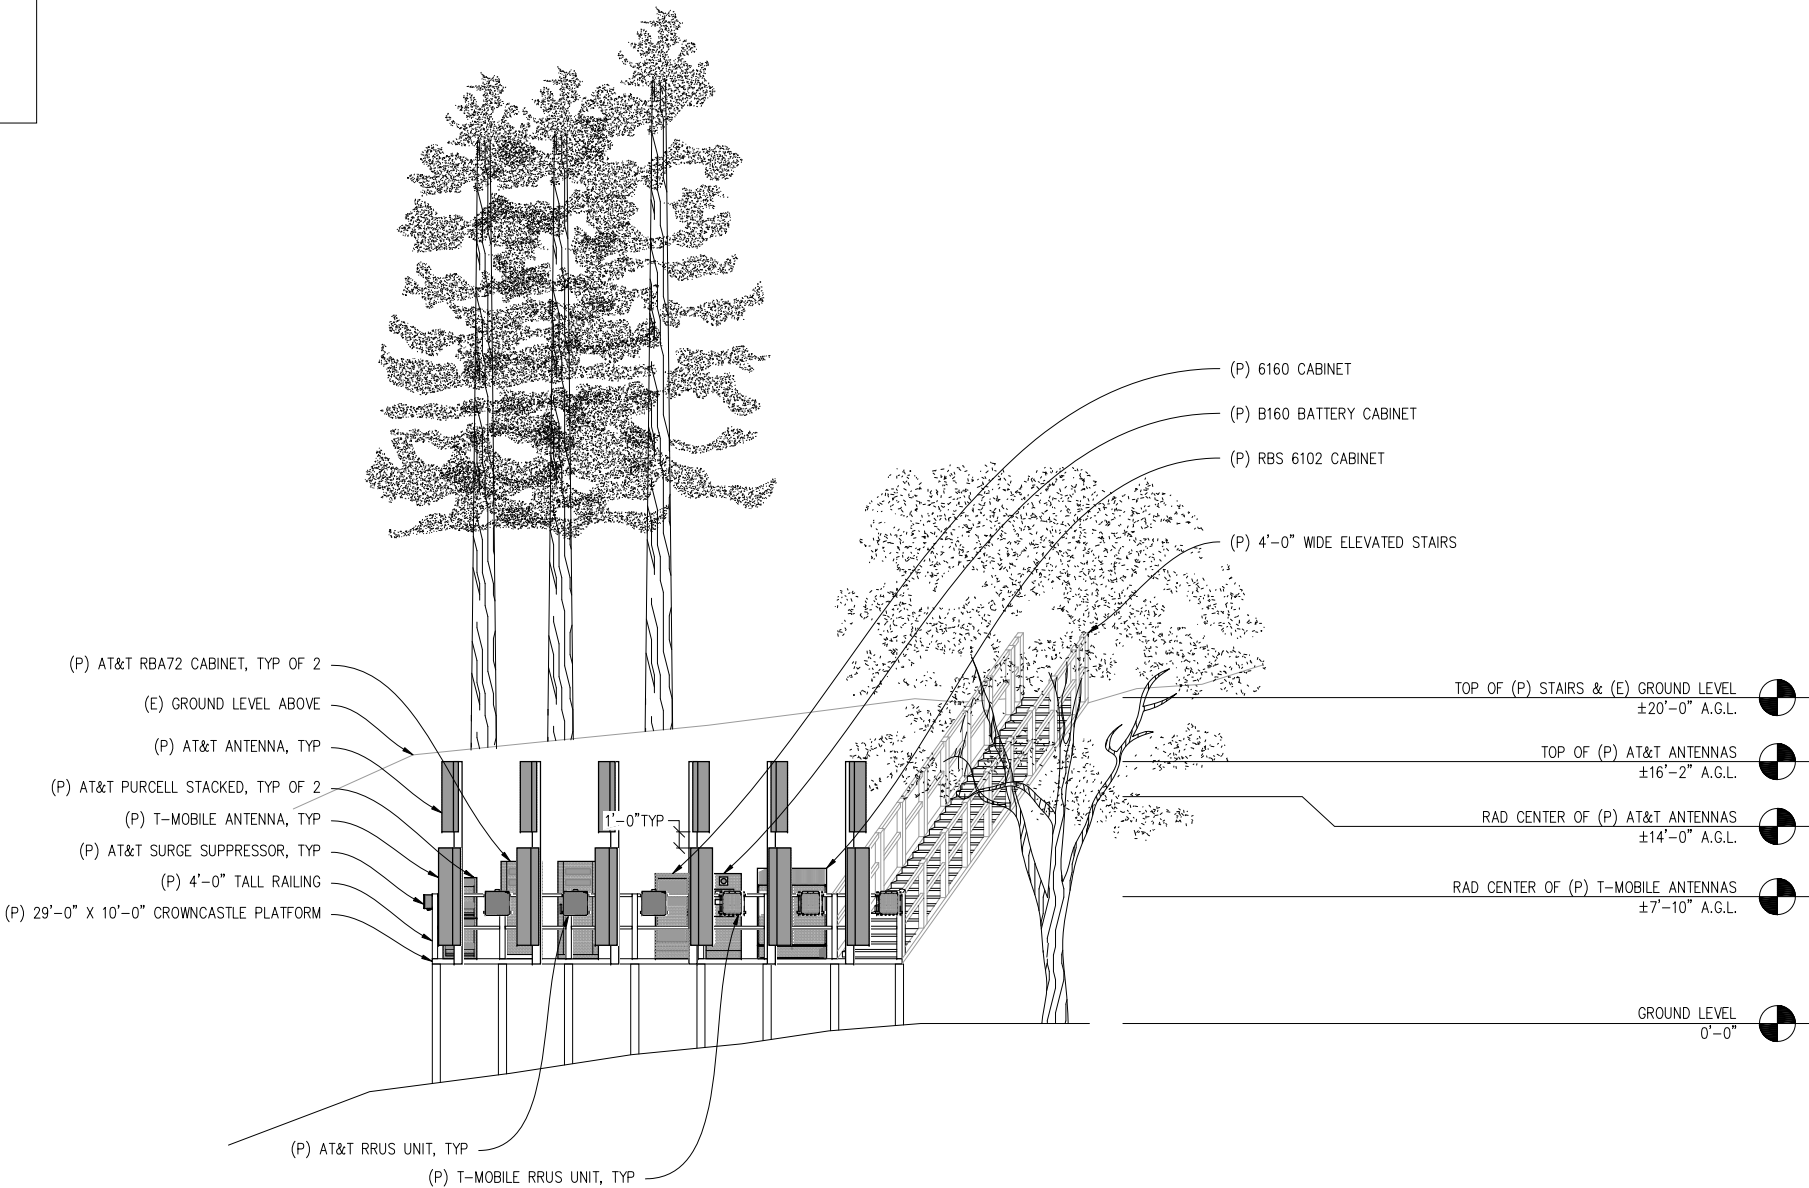 (P) 6160 CABINET
(P) B160 BATTERY CABINET
(P) RBS 6102 CABINET
(P) 4'-0" WIDE ELEVATED STAIRS
(P) AT&T RBA72 CABINET, TYP OF 2
(E) GROUND LEVEL ABOVE
(P) AT&T ANTENNA, TYP
(P) AT&T PURCELL STACKED, TYP OF 2
(P) T-MOBILE ANTENNA, TYP
(P) AT&T SURGE SUPPRESSOR, TYP
(P) 4'-0" TALL RAILING
(P) 29'-0" X 10'-0" CROWNCASTLE PLATFORM
1'-0"TYP
TOP OF (P) STAIRS & (E) GROUND LEVEL
±20'-0" A.G.L.
TOP OF (P) AT&T ANTENNAS
±16'-2" A.G.L.
RAD CENTER OF (P) AT&T ANTENNAS
±14'-0" A.G.L.
RAD CENTER OF (P) T-MOBILE ANTENNAS
±7'-10" A.G.L.
GROUND LEVEL
0'-0"
(P) AT&T RRUS UNIT, TYP
(P) T-MOBILE RRUS UNIT, TYP